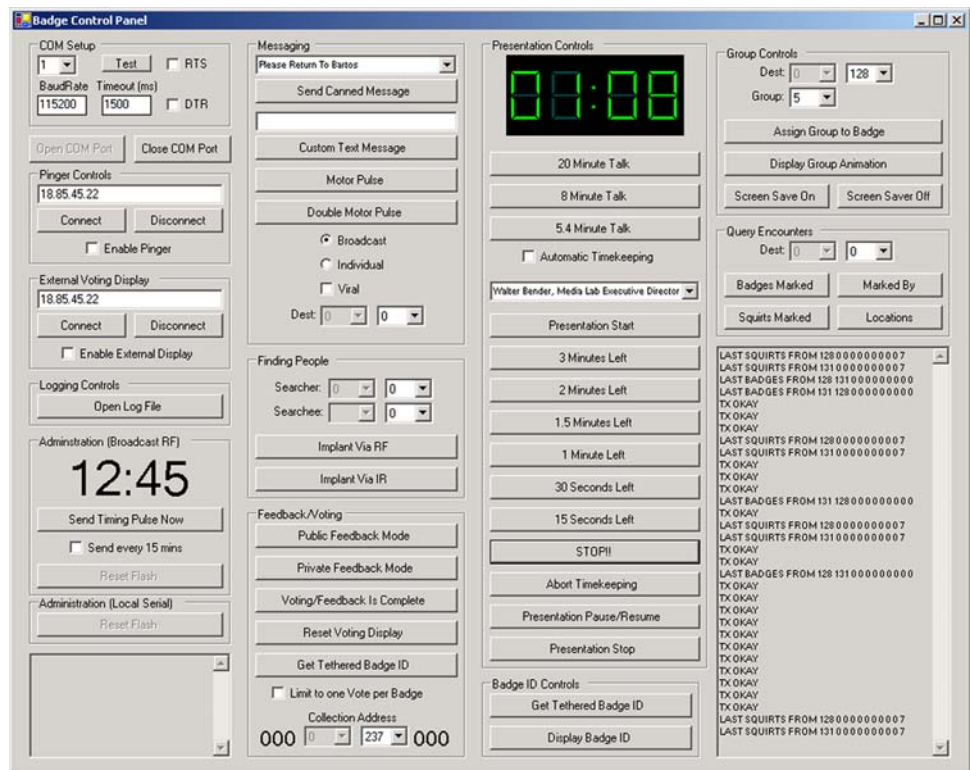 Badge Control Panel
COM Setup
1
Test
RTS
BaudRate Timeout (ms)
115200
1500
DTR
Open COM Port
Close COM Port
Pinger Controls
18.85.45.22
Connect
Disconnect
Enable Pinger
External Voting Display
18.85.45.22
Connect
Disconnect
Enable External Display
Logging Controls
Open Log File
Adminstration (Broadcast RF)
12:45
Send Timing Pulse Now
Send every 15 mins
Reset Flash
Administration (Local Serial)
Reset Flash
Messaging
Please Return To Bartos
Send Canned Message
Custom Text Message
Motor Pulse
Double Motor Pulse
Broadcast
Individual
Viral
Dest: 0 0
Finding People
Searcher: 0 0
Searchee: 0
Implant Via RF
Implant Via IR
Feedback/Voting
Public Feedback Mode
Private Feedback Mode
Voting/Feedback Is Complete
Reset Voting Display
Get Tethered Badge ID
Limit to one Vote per Badge
Collection Address
000 0 237 000
Presentation Controls
01:08
20 Minute Talk
8 Minute Talk
5.4 Minute Talk
Automatic Timekeeping
Walter Bender, Media Lab Executive Director
Presentation Start
3 Minutes Left
2 Minutes Left
1.5 Minutes Left
1 Minute Left
30 Seconds Left
15 Seconds Left
STOP!!
Abort Timekeeping
Presentation Pause/Resume
Presentation Stop
Badge ID Controls
Get Tethered Badge ID
Display Badge ID
Group Controls
Dest: 0 128
Group: 5
Assign Group to Badge
Display Group Animation
Screen Save On
Screen Saver Off
Query Encounters
Dest: 0 0
Badges Marked
Marked By
Squirts Marked
Locations
LAST SQUIRTS FROM 128 0 0 0 0 0 0 0 0 0 7
LAST SQUIRTS FROM 131 0 0 0 0 0 0 0 0 0 7
LAST BADGES FROM 128 131 0 0 0 0 0 0 0 0 0
LAST BADGES FROM 131 128 0 0 0 0 0 0 0 0 0
TX OKAY
TX OKAY
TX OKAY
LAST SQUIRTS FROM 128 0 0 0 0 0 0 0 0 0 7
LAST SQUIRTS FROM 131 0 0 0 0 0 0 0 0 0 7
TX OKAY
TX OKAY
TX OKAY
LAST BADGES FROM 131 128 0 0 0 0 0 0 0 0 0
TX OKAY
LAST SQUIRTS FROM 128 0 0 0 0 0 0 0 0 0 7
LAST SQUIRTS FROM 131 0 0 0 0 0 0 0 0 0 7
TX OKAY
TX OKAY
LAST BADGES FROM 128 131 0 0 0 0 0 0 0 0 0
TX OKAY
TX OKAY
TX OKAY
TX OKAY
TX OKAY
TX OKAY
TX OKAY
TX OKAY
TX OKAY
TX OKAY
TX OKAY
LAST SQUIRTS FROM 128 0 0 0 0 0 0 0 0 0 7
LAST SQUIRTS FROM 131 0 0 0 0 0 0 0 0 0 7